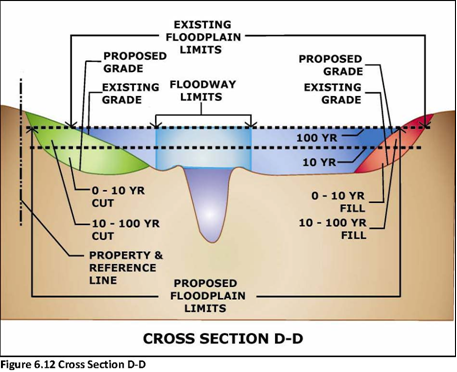 EXISTING
FLOODPLAIN
LIMITS
PROPOSED
GRADE
EXISTING
GRADE
FLOODWAY
LIMITS
PROPOSED
GRADE
EXISTING
GRADE
100 YR
10 YR
0 - 10 YR
CUT
10 - 100 YR
CUT
PROPERTY &
REFERENCE
LINE
0 - 10 YR
FILL
10 - 100 YR
FILL
PROPOSED
FLOODPLAIN
LIMITS
CROSS SECTION D-D
Figure 6.12 Cross Section D-D